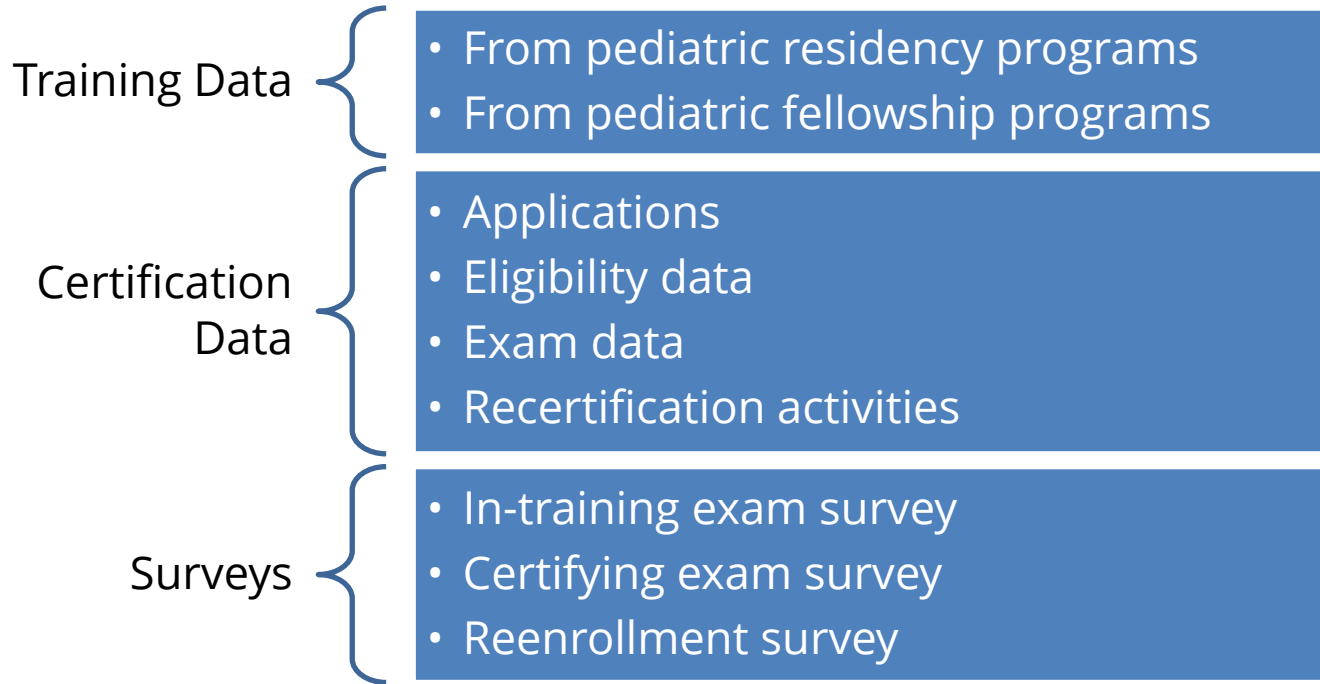 Training Data
• From pediatric residency programs
• From pediatric fellowship programs
Certification
Data
• Applications
• Eligibility data
• Exam data
• Recertification activities
Surveys
• In-training exam survey
• Certifying exam survey
• Reenrollment survey